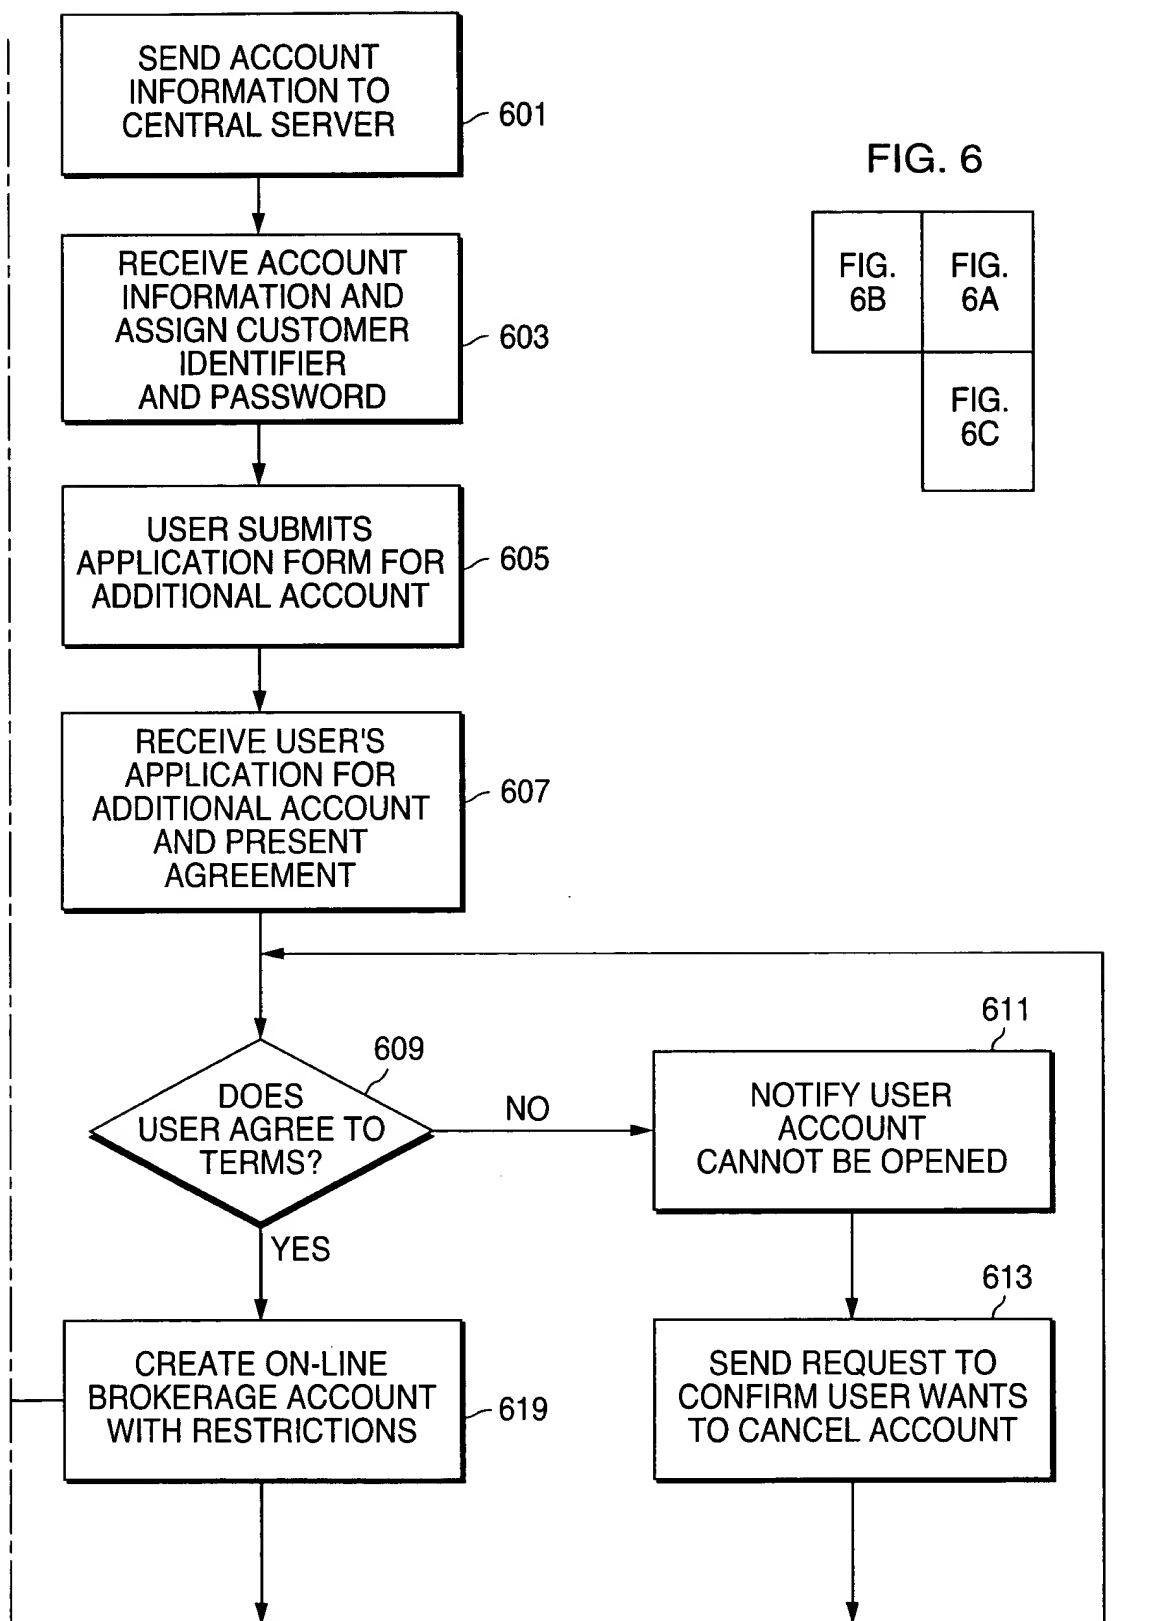 SEND ACCOUNT
INFORMATION TO
CENTRAL SERVER
601
FIG. 6
FIG.
6B
FIG.
6A
FIG.
6C
RECEIVE ACCOUNT
INFORMATION AND
ASSIGN CUSTOMER
IDENTIFIER
AND PASSWORD
603
USER SUBMITS
APPLICATION FORM FOR
ADDITIONAL ACCOUNT
605
RECEIVE USER'S
APPLICATION FOR
ADDITIONAL ACCOUNT
AND PRESENT
AGREEMENT
607
609
DOES
USER AGREE TO
TERMS?
NO
YES
611
NOTIFY USER
ACCOUNT
CANNOT BE OPENED
613
SEND REQUEST TO
CONFIRM USER WANTS
TO CANCEL ACCOUNT
CREATE ON-LINE
BROKERAGE ACCOUNT
WITH RESTRICTIONS
619